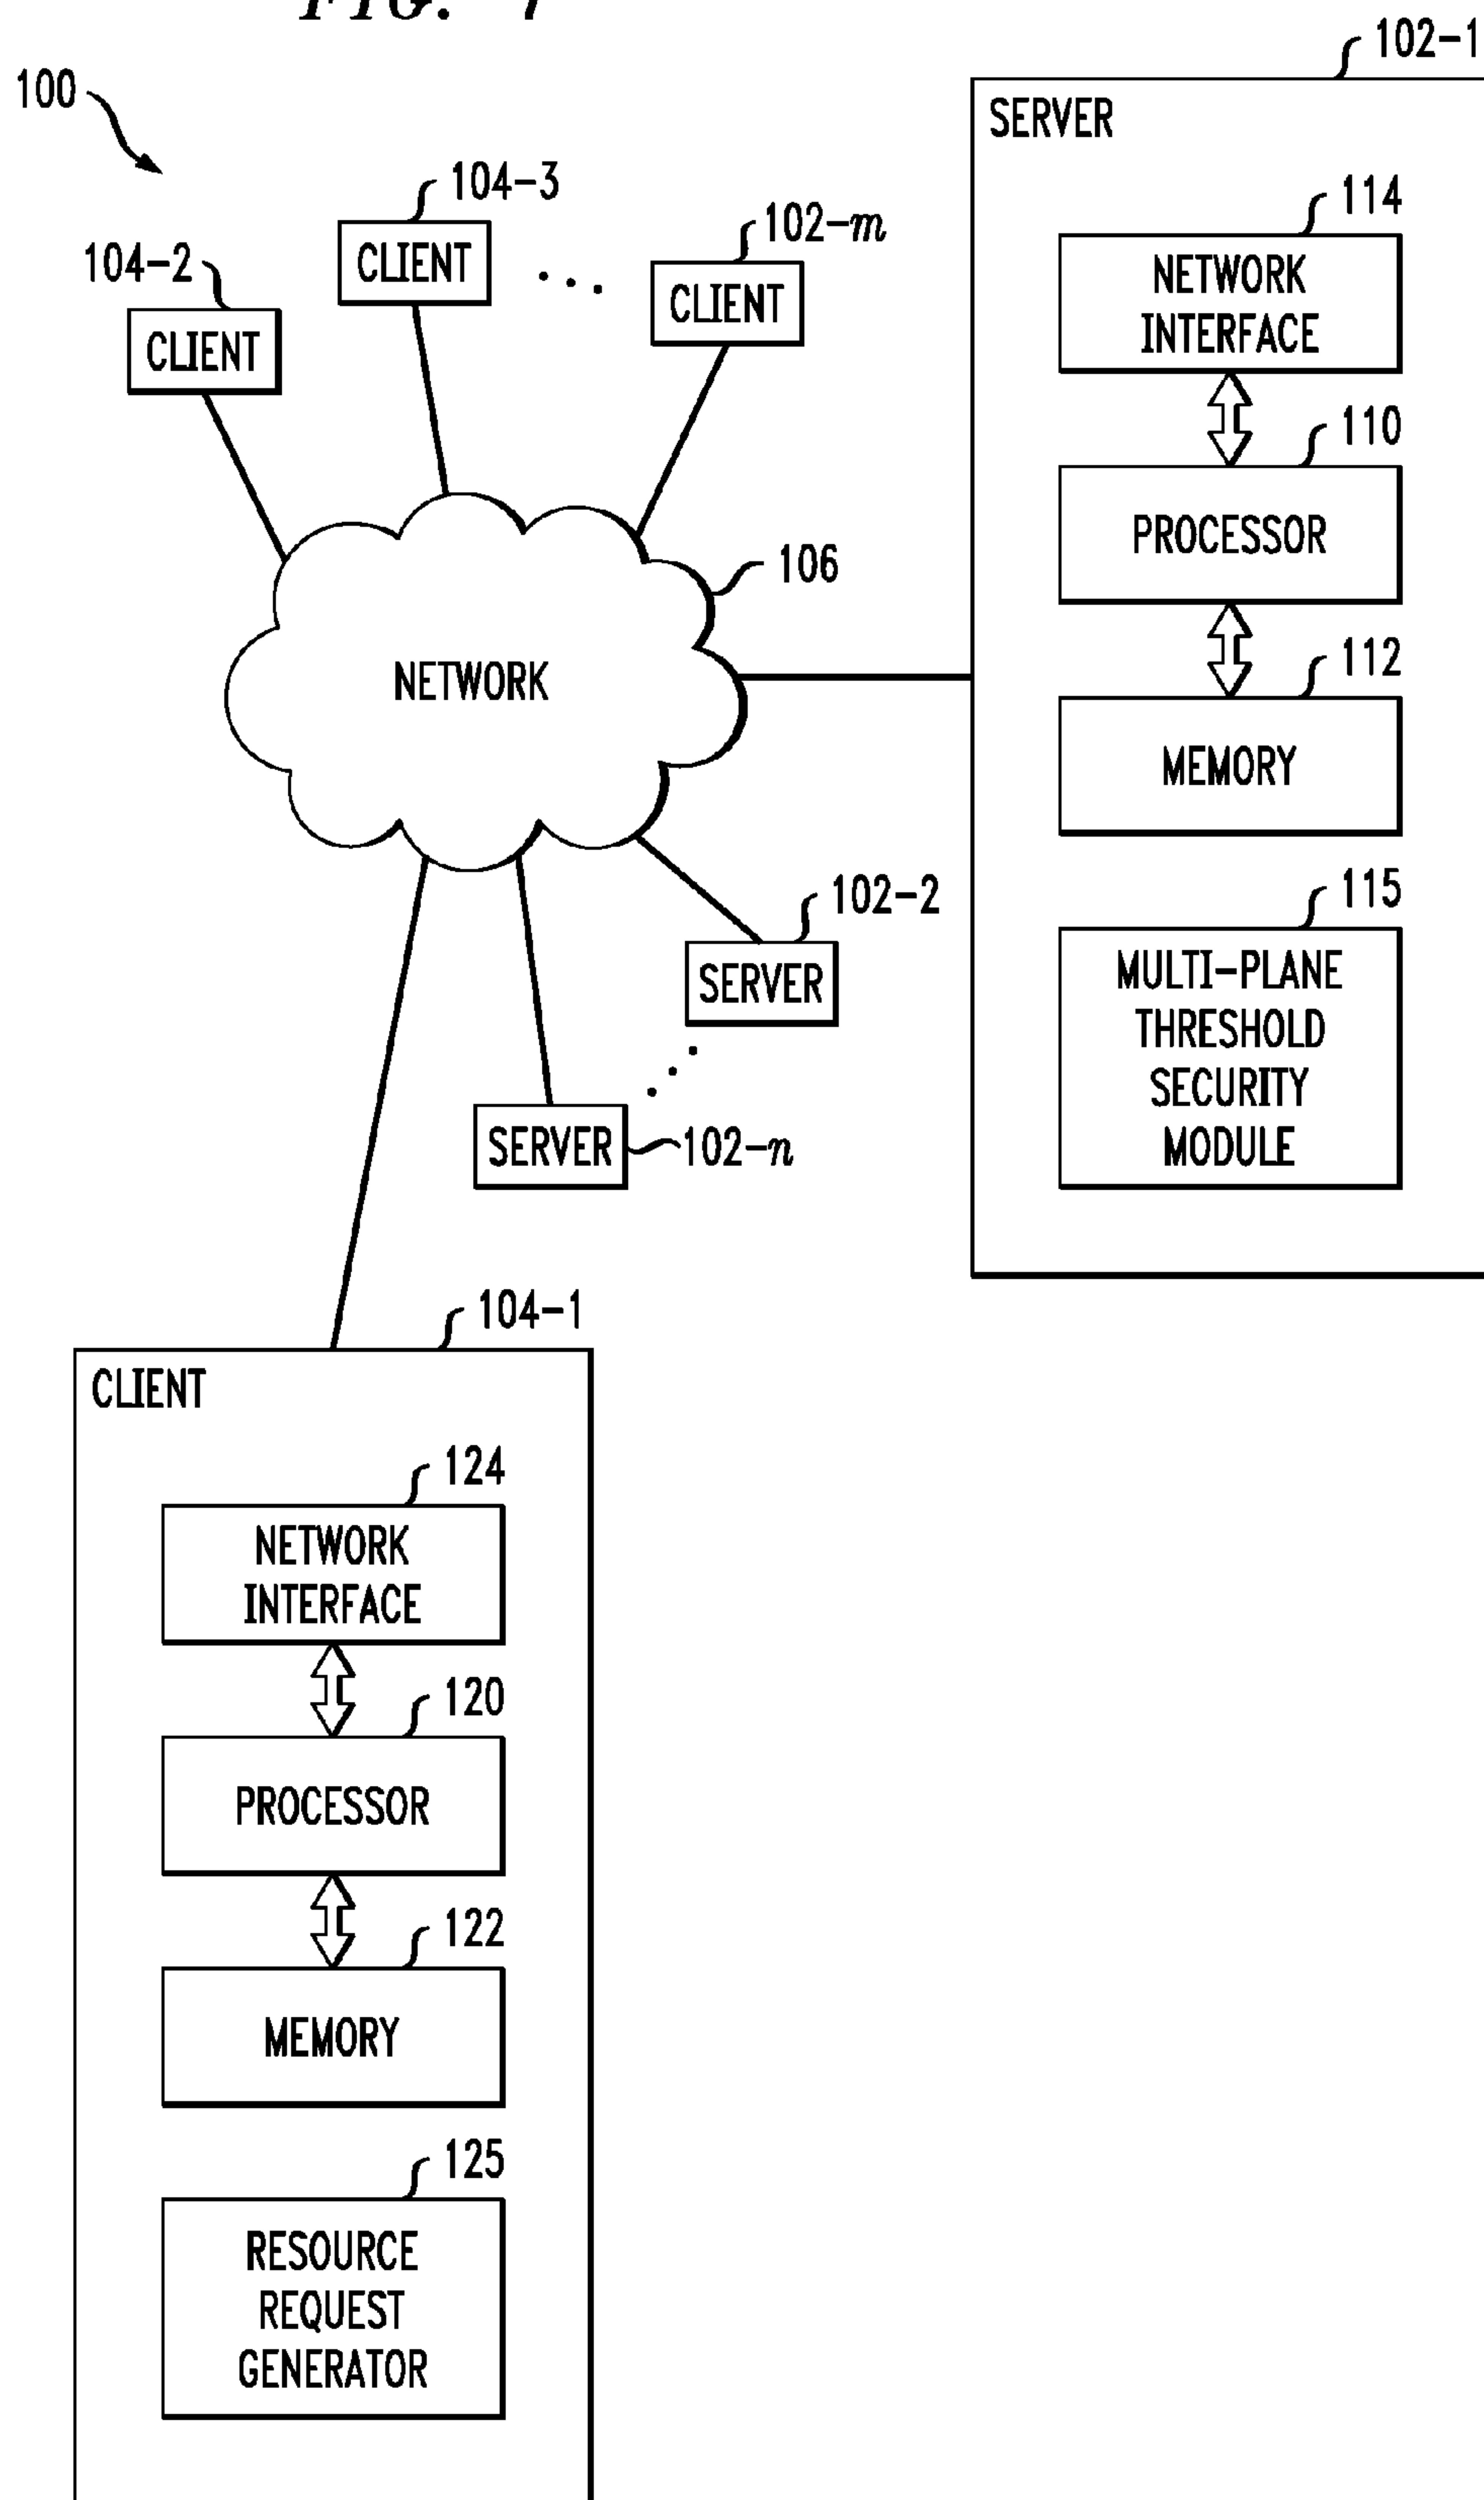 FIG. 1
100
102-1
SERVER
104-3
CLIENT
102-m
CLIENT
104-2
CLIENT
114
NETWORK
INTERFACE
110
PROCESSOR
106
NETWORK
112
MEMORY
102-2
SERVER
115
MULTI-PLANE
THRESHOLD
SECURITY
MODULE
SERVER
102-n
104-1
CLIENT
124
NETWORK
INTERFACE
120
PROCESSOR
122
MEMORY
125
RESOURCE
REQUEST
GENERATOR